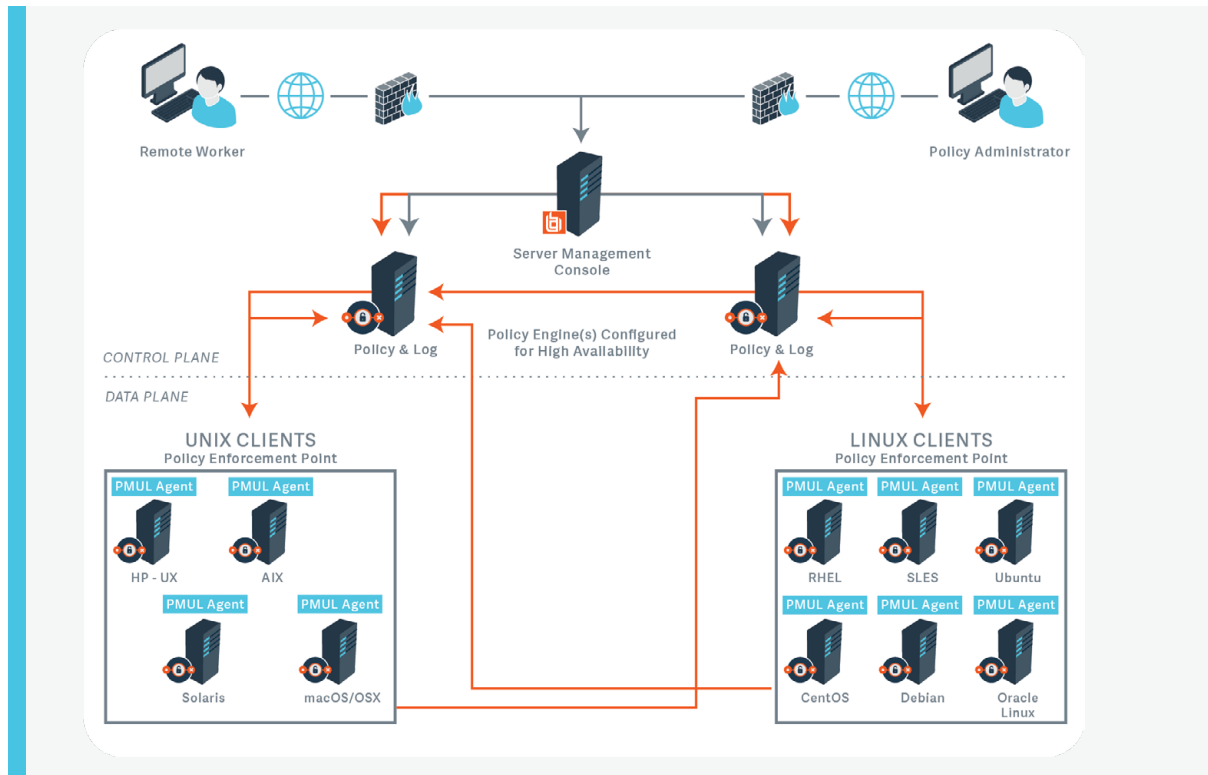 Remote Worker
Policy Administrator
Server Management
Console
Policy & Log
Policy Engine(s) Configured
for High Availability
Policy & Log
CONTROL PLANE
DATA PLANE
UNIX CLIENTS
Policy Enforcement Point
PMUL Agent
PMUL Agent
HP - UX
AIX
PMUL Agent
PMUL Agent
Solaris
macOS/OSX
LINUX CLIENTS
Policy Enforcement Point
PMUL Agent
PMUL Agent
PMUL Agent
RHEL
SLES
Ubuntu
PMUL Agent
PMUL Agent
PMUL Agent
CentOS
Debian
Oracle
Linux